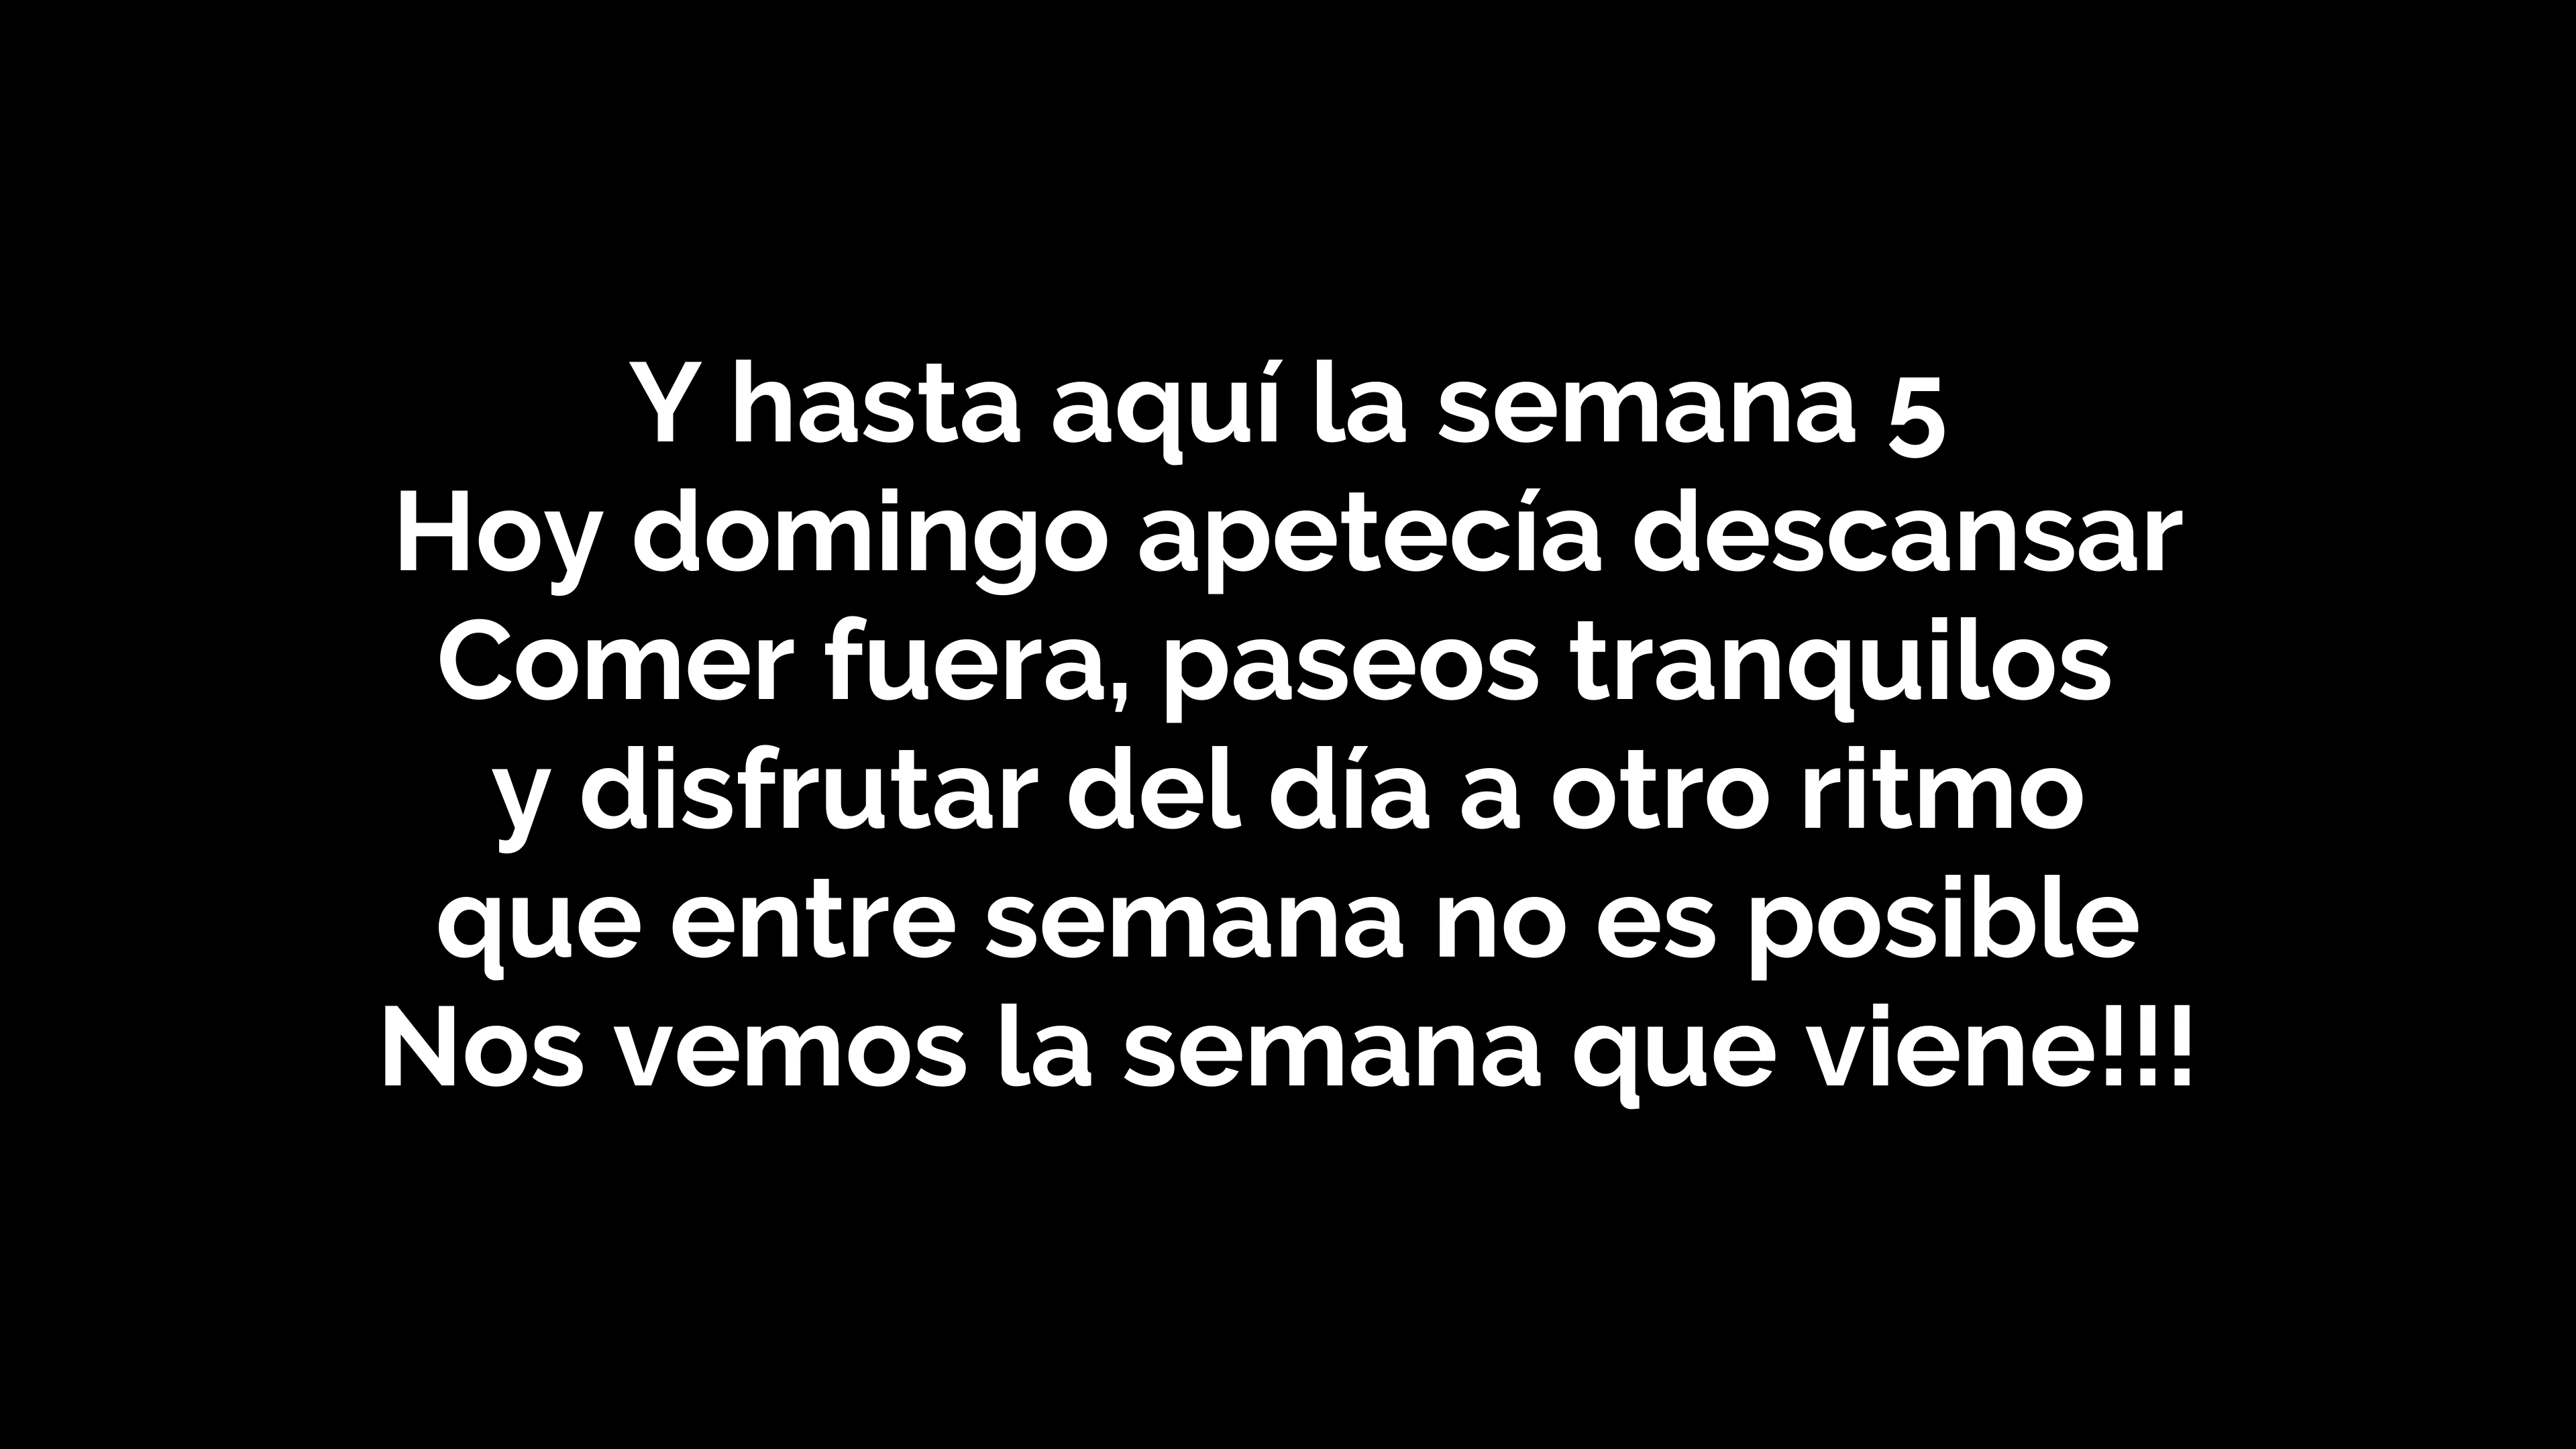 Y hasta aquí la semana 5
Hoy domingo apetecía descansar
Comer fuera, paseos tranquilos
y disfrutar del día a otro ritmo
que entre semana no es posible
Nos vemos la semana que viene!!!